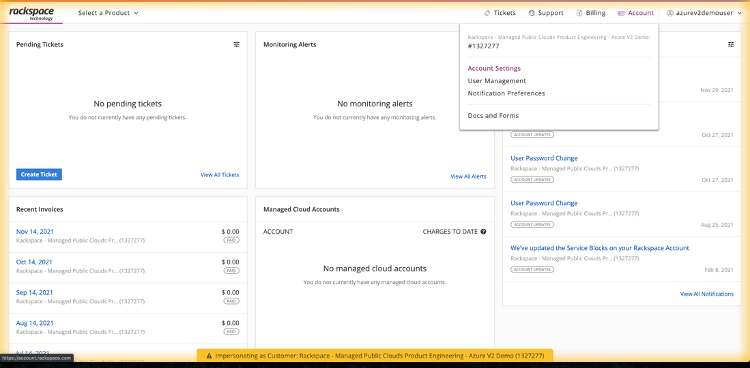 rackspace
technology
Select a Product
Tickets
Support
Billing
Account
azurev2demouser
Rackspace - Managed Public Clouds Product Engineering - Azure V2 Demo
#1327277
Account Settings
User Management
Notification Preferences
Docs and Forms
Pending Tickets
No pending tickets
You do not currently have any pending tickets.
Create Ticket
View All Tickets
Monitoring Alerts
No monitoring alerts
You do not currently have any monitoring alerts.
View All Alerts
Nov 29, 2021
ACCOUNT UPDATES
Oct 27, 2021
User Password Change
Rackspace - Managed Public Clouds Pr... (1327277)
ACCOUNT UPDATES
Oct 27, 2021
User Password Change
Rackspace - Managed Public Clouds Pr... (1327277)
ACCOUNT UPDATES
Aug 25, 2021
We've updated the Service Blocks on your Rackspace Account
Rackspace - Managed Public Clouds Pr... (1327277)
ACCOUNT UPDATES
Feb 8, 2021
View All Notifications
Recent Invoices
Nov 14, 2021
$ 0.00
Rackspace - Managed Public Clouds Pr... (1327277)
PAID
Oct 14, 2021
$ 0.00
Rackspace - Managed Public Clouds Pr... (1327277)
PAID
Sep 14, 2021
$ 0.00
Rackspace - Managed Public Clouds Pr... (1327277)
PAID
Aug 14, 2021
$ 0.00
Rackspace - Managed Public Clouds Pr... (1327277)
PAID
Managed Cloud Accounts
ACCOUNT
CHARGES TO DATE
No managed cloud accounts
You do not currently have any managed cloud accounts.
https://account.rackspace.com
Impersonating as Customer: Rackspace - Managed Public Clouds Product Engineering - Azure V2 Demo (1327277)